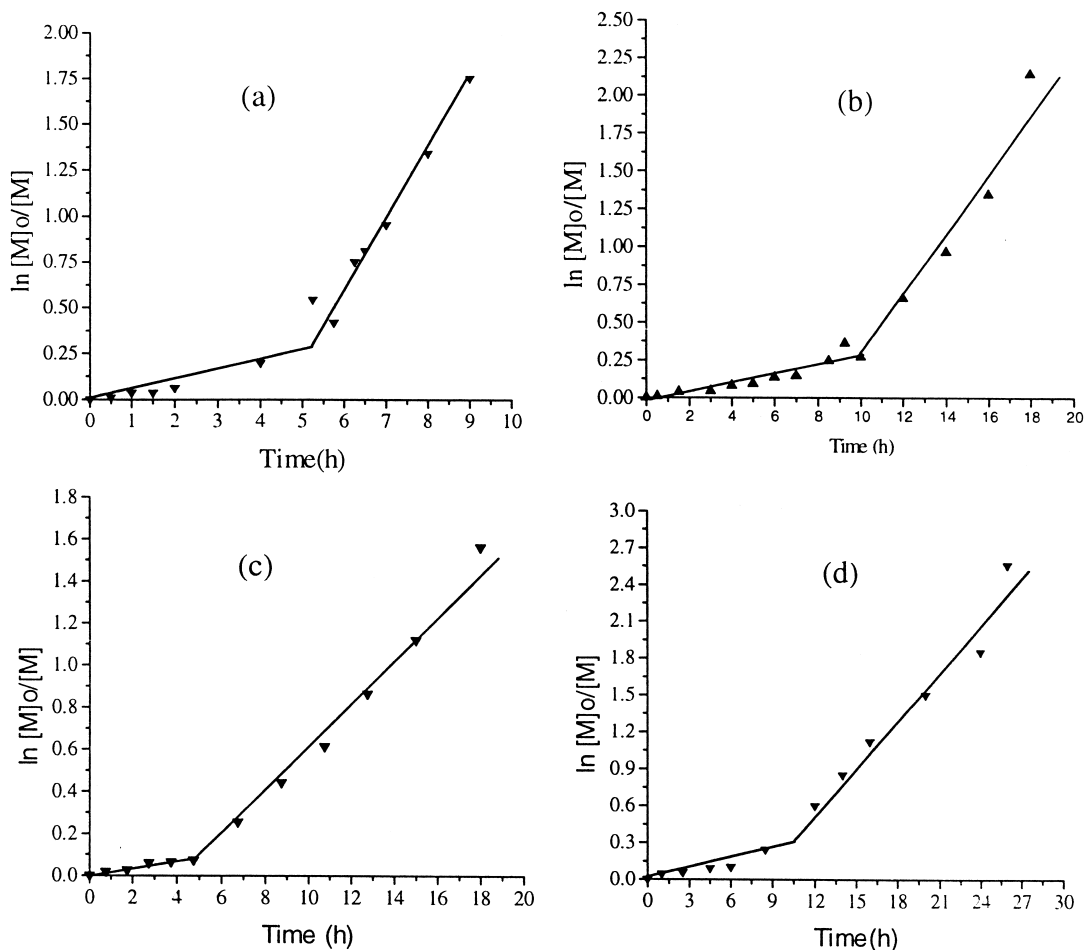 (a)
ln [M]o/[M]
2.00
1.75
1.50
1.25
1.00
0.75
0.50
0.25
0.00
0 1 2 3 4 5 6 7 8 9 10
Time(h)
(b)
ln [M]o/[M]
2.50
2.25
2.00
1.75
1.50
1.25
1.00
0.75
0.50
0.25
0.00
0 2 4 6 8 10 12 14 16 18 20
Time (h)
(c)
ln [M]o/[M]
1.8
1.6
1.4
1.2
1.0
0.8
0.6
0.4
0.2
0.0
0 2 4 6 8 10 12 14 16 18 20
Time (h)
(d)
ln [M]o/[M]
3.0
2.7
2.4
2.1
1.8
1.5
1.2
0.9
0.6
0.3
0.0
0 3 6 9 12 15 18 21 24 27 30
Time(h)